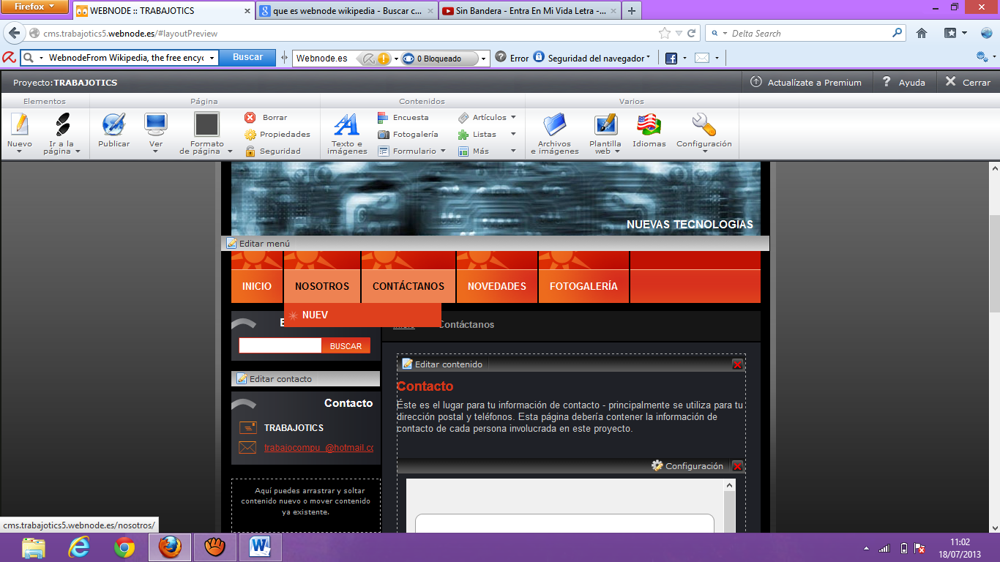 Firefox
WEBNODE :: TRABAJOTICS
que es webnode wikipedia - Buscar c...
Sin Bandera - Entra En Mi Vida Letra -...
cms.trabajotics5.webnode.es/#layoutPreview
Delta Search
WebnodeFrom Wikipedia, the free encyc
Buscar
Webnode.es
0 Bloqueado
Error
Seguridad del navegador
Proyecto:TRABAJOTICS
Actualízate a Premium
Ayuda
Cerrar
Elementos
Página
Contenidos
Varios
Nuevo
Ir a la
página
Publicar
Ver
Formato
de página
Borrar
Propiedades
Seguridad
Texto e
imágenes
Encuesta
Fotogalería
Formulario
Artículos
Listas
Más
Archivos
e imágenes
Plantilla
web
Idiomas
Configuración
NUEVAS TECNOLOGÍAS
Editar menú
INICIO
NOSOTROS
CONTÁCTANOS
NOVEDADES
FOTOGALERÍA
NUEV
Contáctanos
BUSCAR
Editar contacto
Contacto
TRABAJOTICS
trabajocompu_@hotmail.cc
Aquí puedes arrastrar y soltar
contenido nuevo o mover contenido
ya existente.
Editar contenido
Contacto
Éste es el lugar para tu información de contacto - principalmente se utiliza para tu
dirección postal y teléfonos. Esta página debería contener la información de
contacto de cada persona involucrada en este proyecto.
Configuración
cms.trabajotics5.webnode.es/nosotros/
11:02
18/07/2013